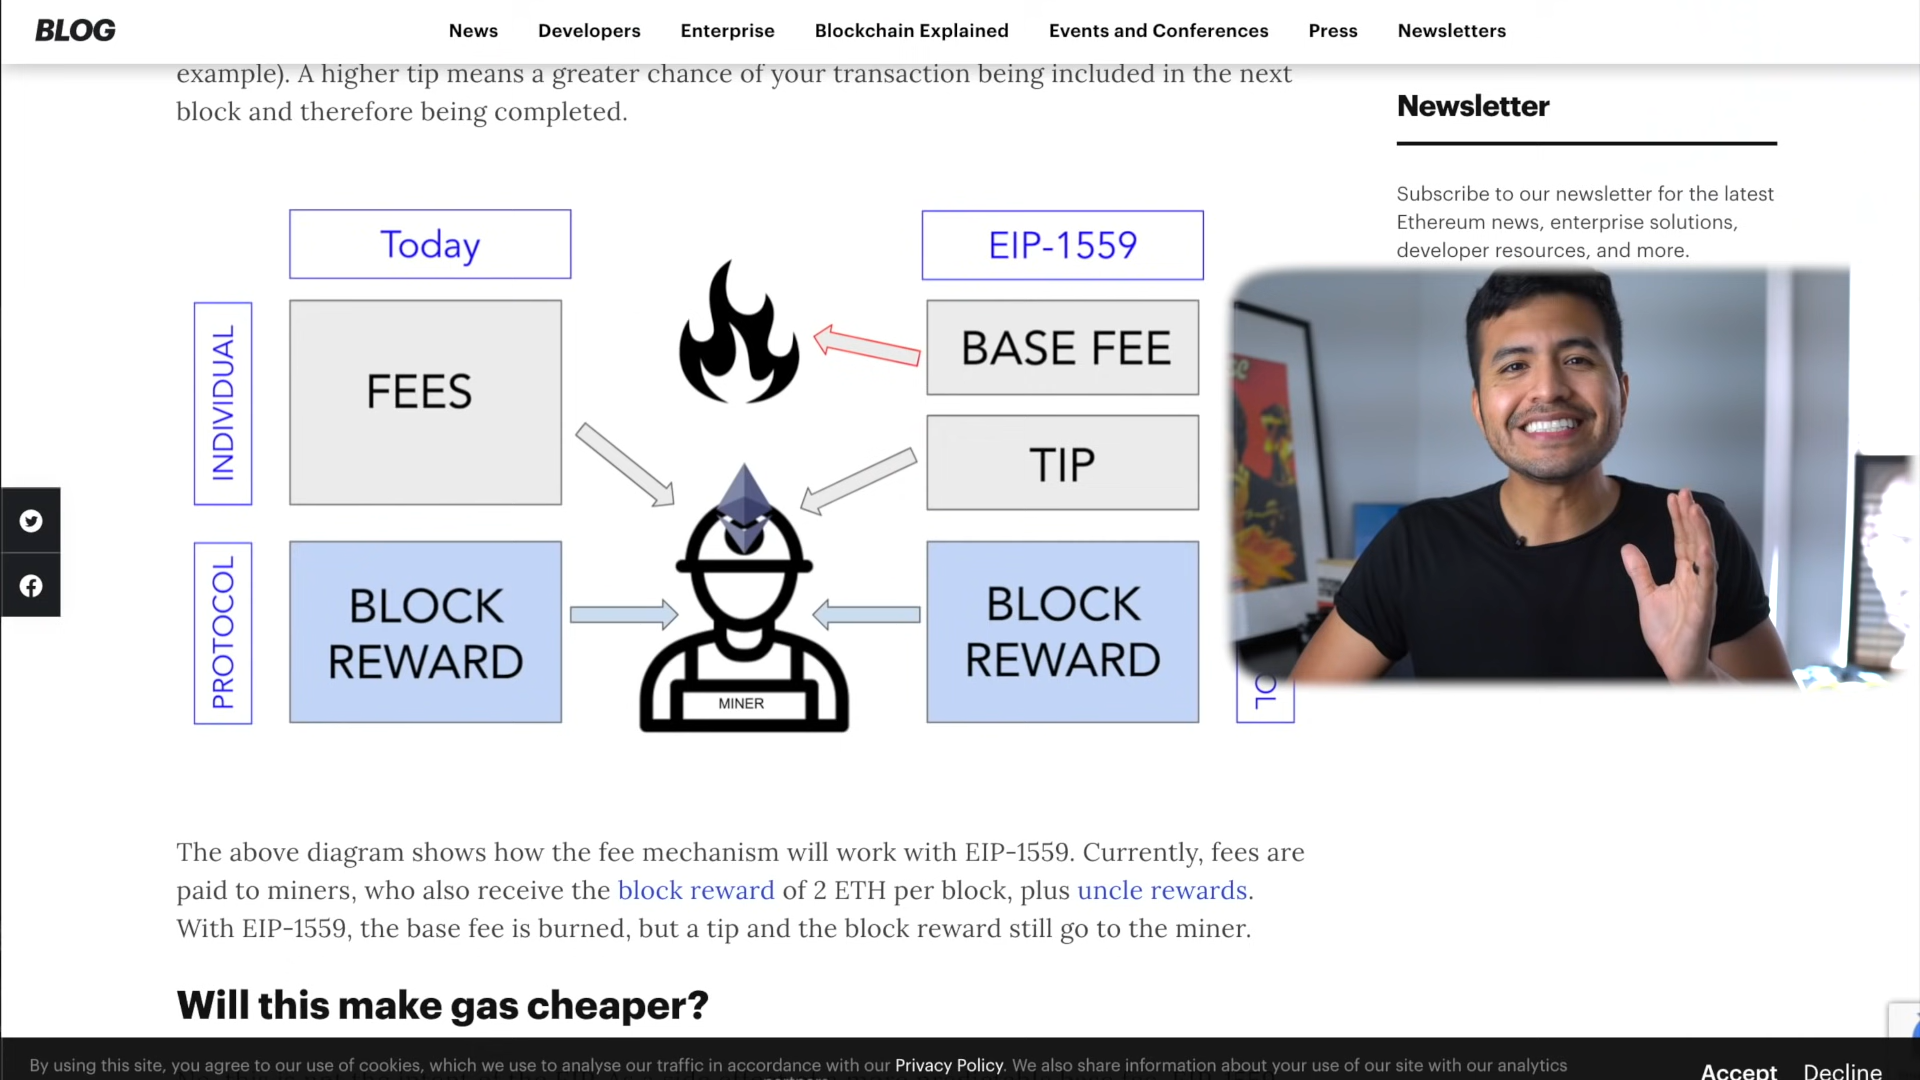 BLOG
News Developers Enterprise Blockchain Explained Events and Conferences Press Newsletters
example). A higher tip means a greater chance of your transaction being included in the next
block and therefore being completed.
Newsletter
Subscribe to our newsletter for the latest
Ethereum news, enterprise solutions,
developer resources, and more.
Today
EIP-1559
INDIVIDUAL
FEES
BASE FEE
TIP
PROTOCOL
BLOCK
REWARD
MINER
BLOCK
REWARD
OL
The above diagram shows how the fee mechanism will work with EIP-1559. Currently, fees are
paid to miners, who also receive the block reward of 2 ETH per block, plus uncle rewards.
With EIP-1559, the base fee is burned, but a tip and the block reward still go to the miner.
Will this make gas cheaper?
By using this site, you agree to our use of cookies, which we use to analyse our traffic in accordance with our Privacy Policy. We also share information about your use of our site with our analytics
Accept Decline